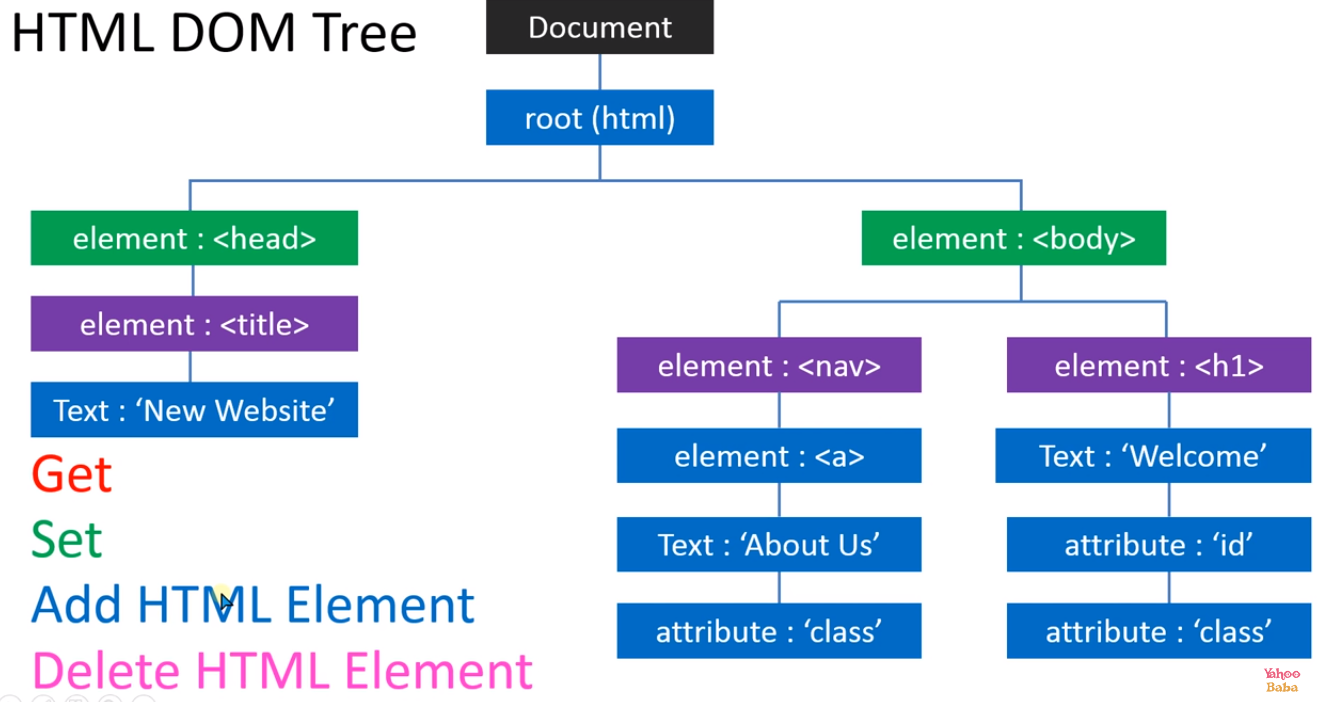 HTML DOM Tree
Document
root (html)
element : <head>
element : <body>
element : <title>
element : <nav>
element : <h1>
Text : ‘New Website’
element : <a>
Text : ‘Welcome’
Text : ‘About Us’
attribute : ‘id’
attribute : ‘class’
attribute : ‘class’
Get
Set
Add HTML Element
Delete HTML Element
Yahoo
Baba